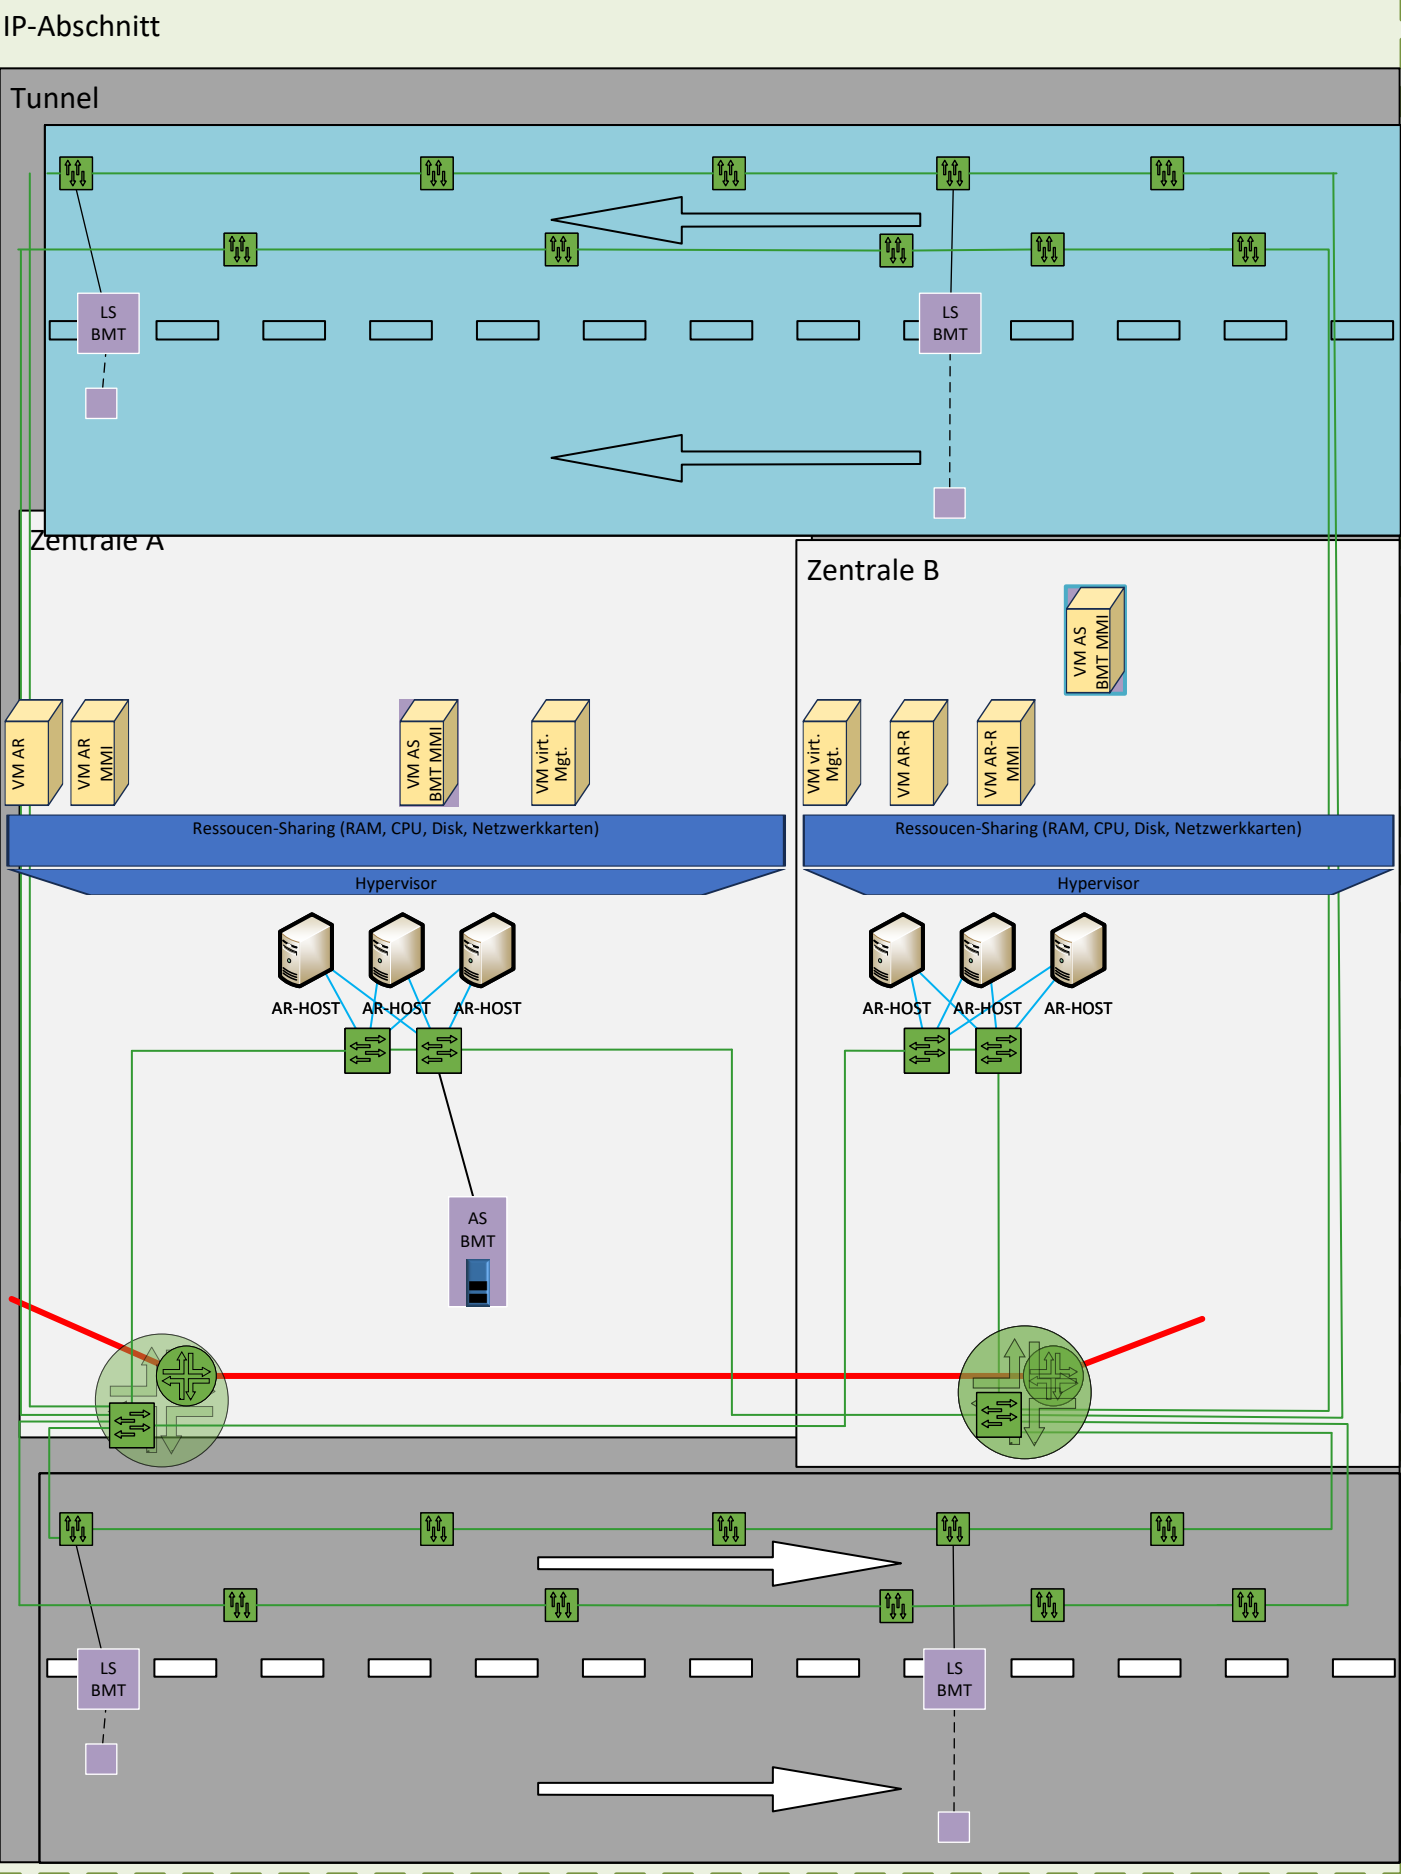 IP-Abschnitt
Tunnel
LS
BMT
LS
BMT
Zentrale A
Zentrale B
VM AS
BMT MMI
VM AR
VM AR
MMI
VM AS
BMT MMI
VM virt.
Mgt.
VM virt.
Mgt.
VM AR-R
VM AR-R
MMI
Ressoucen-Sharing (RAM, CPU, Disk, Netzwerkkarten)
Ressoucen-Sharing (RAM, CPU, Disk, Netzwerkkarten)
Hypervisor
Hypervisor
AR-HOST
AR-HOST
AR-HOST
AR-HOST
AR-HOST
AR-HOST
AS
BMT
LS
BMT
LS
BMT